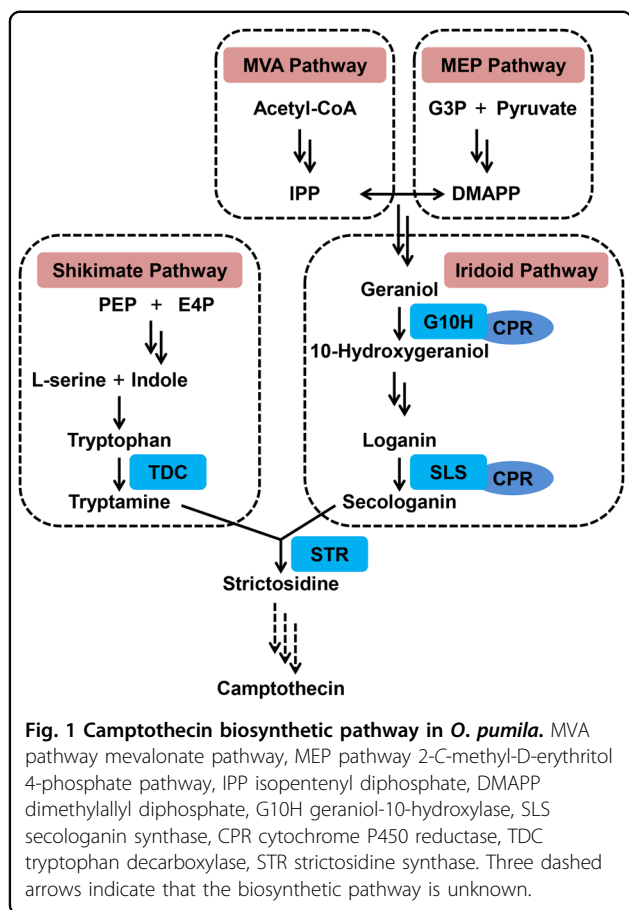 MVA Pathway
Acetyl-CoA
IPP
MEP Pathway
G3P + Pyruvate
DMAPP
Shikimate Pathway
PEP + E4P
L-serine + Indole
Tryptophan
TDC
Tryptamine
Iridoid Pathway
Geraniol
G10H
CPR
10-Hydroxygeraniol
Loganin
SLS
CPR
Secologanin
STR
Strictosidine
Camptothecin
Fig. 1 Camptothecin biosynthetic pathway in O. pumila. MVA
pathway mevalonate pathway, MEP pathway 2-C-methyl-D-erythritol
4-phosphate pathway, IPP isopentenyl diphosphate, DMAPP
dimethylallyl diphosphate, G10H geraniol-10-hydroxylase, SLS
secologanin synthase, CPR cytochrome P450 reductase, TDC
tryptophan decarboxylase, STR strictosidine synthase. Three dashed
arrows indicate that the biosynthetic pathway is unknown.